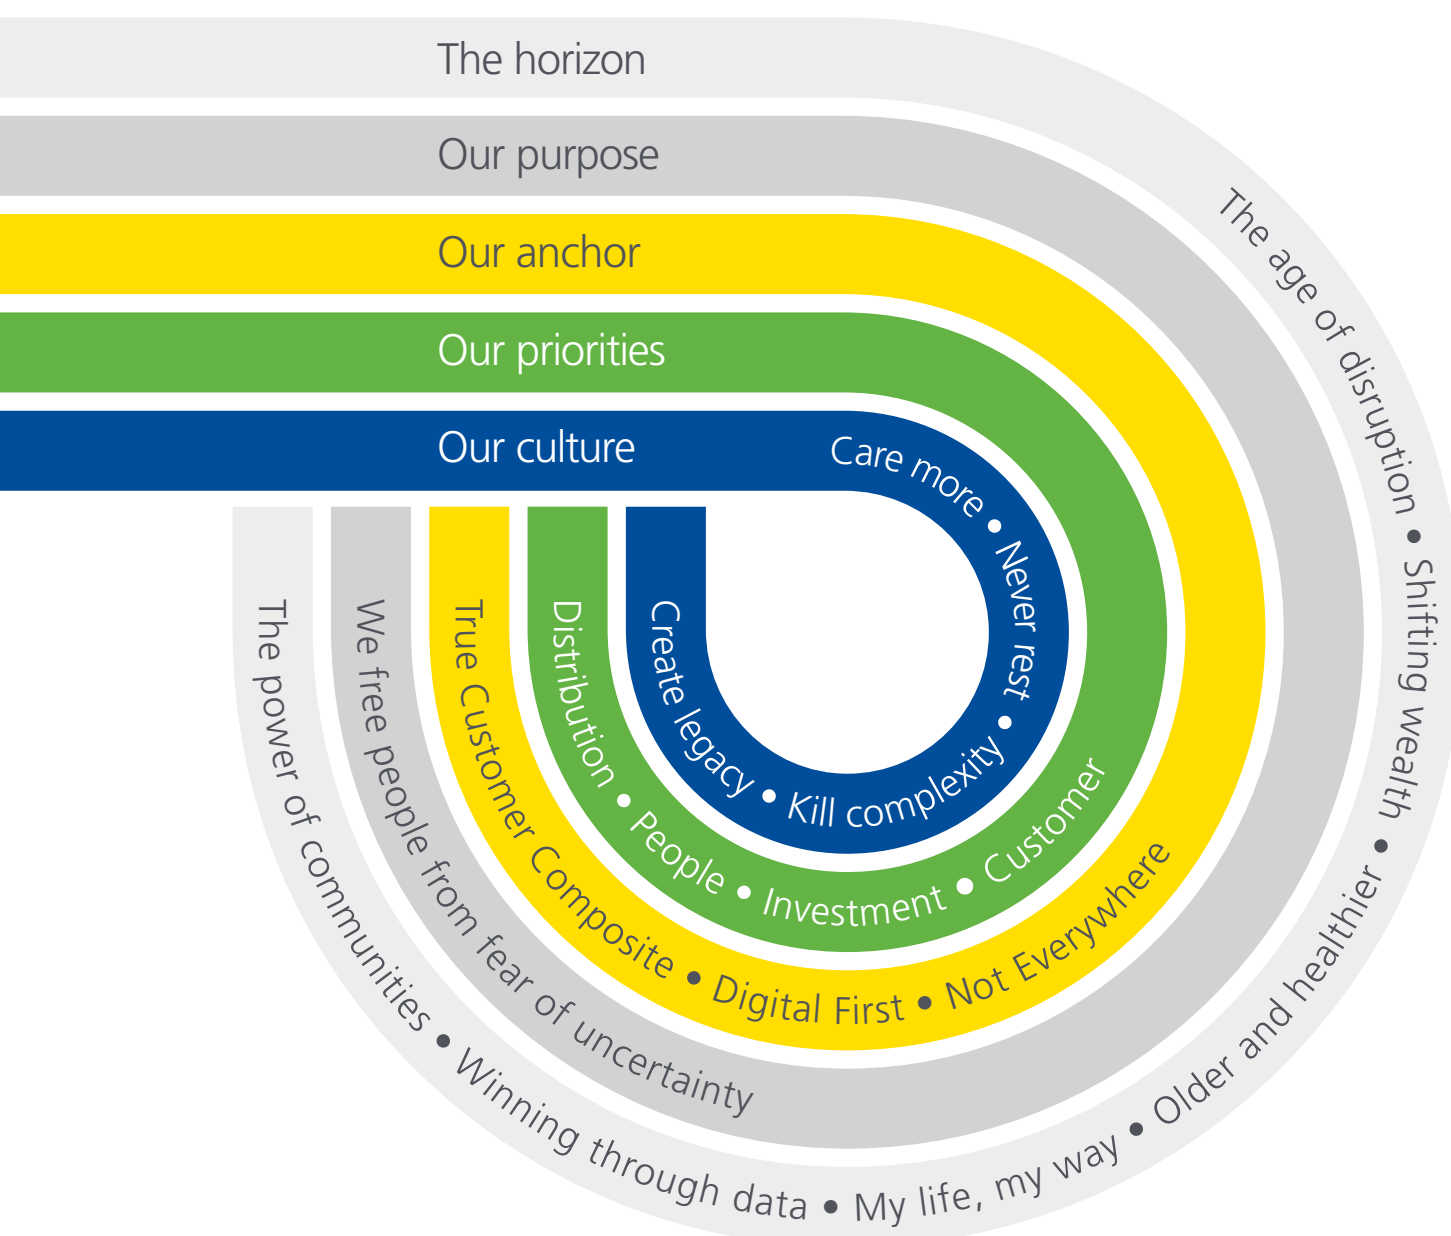 The horizon
Our purpose
Our anchor
Our priorities
Our culture
The power of communities • Winning through data • My life, my way • Older and healthier • Shifting wealth • The age of disruption
We free people from fear of uncertainty
True Customer Composite • Digital First • Not Everywhere
Distribution • People • Investment • Customer
Create legacy • Kill complexity • Never rest • Care more